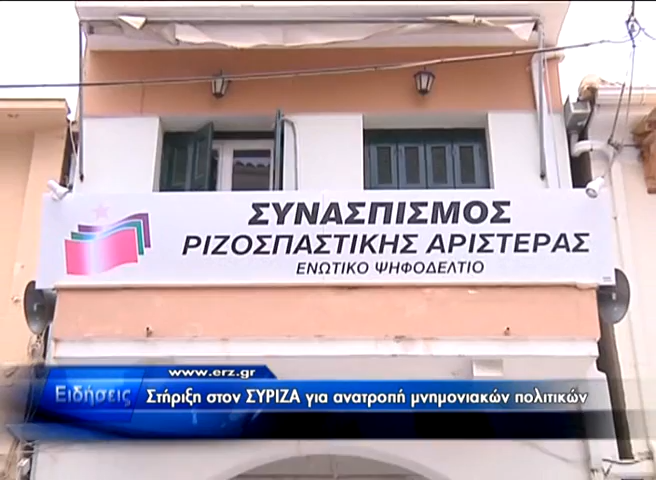 ΣΥΝΑΣΠΙΣΜΟΣ
ΡΙΖΟΣΠΑΣΤΙΚΗΣ ΑΡΙΣΤΕΡΑΣ
ΕΝΩΤΙΚΟ ΨΗΦΟΔΕΛΤΙΟ
www.erz.gr
Ειδήσεις
Στήριξη στον ΣΥΡΙΖΑ για ανατροπή μνημονιακών πολιτικών